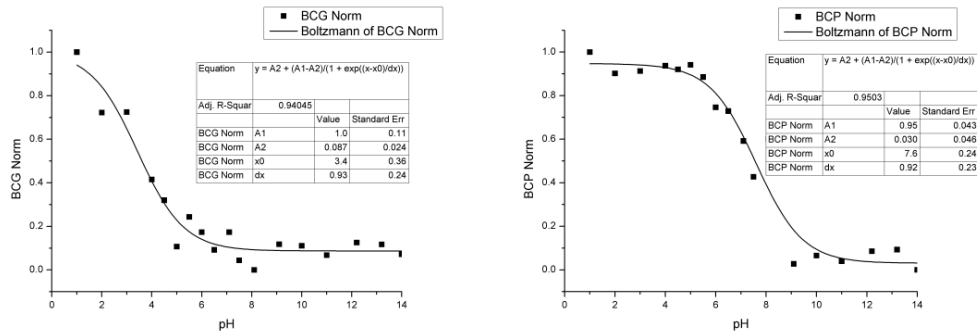 BCG Norm
Boltzmann of BCG Norm
1.0
0.8
0.6
0.4
0.2
0.0
BCG Norm
Equation y = A2 + (A1-A2)/(1 + exp((x-x0)/dx))
Adj. R-Squar 0.94045
Value Standard Err
BCG Norm A1 1.0 0.11
BCG Norm A2 0.087 0.024
BCG Norm x0 3.4 0.36
BCG Norm dx 0.93 0.24
0 2 4 6 8 10 12 14
pH
BCP Norm
Boltzmann of BCP Norm
1.0
0.8
0.6
0.4
0.2
0.0
BCP Norm
Equation y = A2 + (A1-A2)/(1 + exp((x-x0)/dx))
Adj. R-Squar 0.9503
Value Standard Err
BCP Norm A1 0.95 0.043
BCP Norm A2 0.030 0.046
BCP Norm x0 7.6 0.24
BCP Norm dx 0.92 0.23
0 2 4 6 8 10 12 14
pH